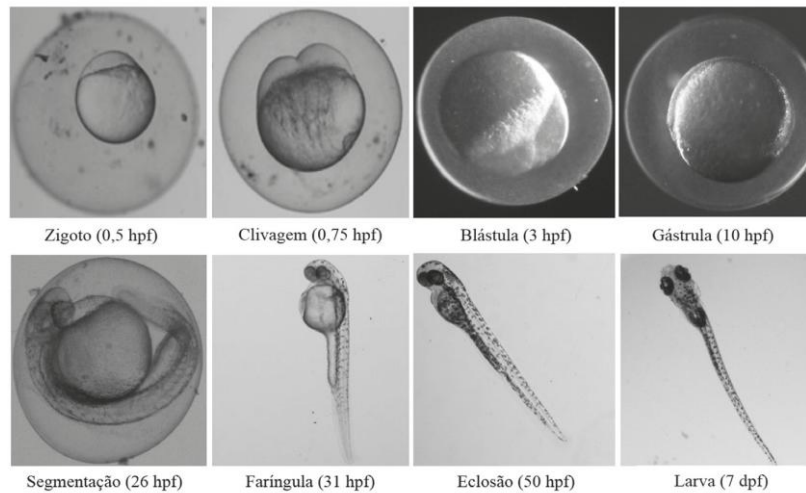 Zigoto (0,5 hpf)
Clivagem (0,75 hpf)
Blástula (3 hpf)
Gástrula (10 hpf)
Segmentação (26 hpf)
Faríngula (31 hpf)
Eclosão (50 hpf)
Larva (7 dpf)